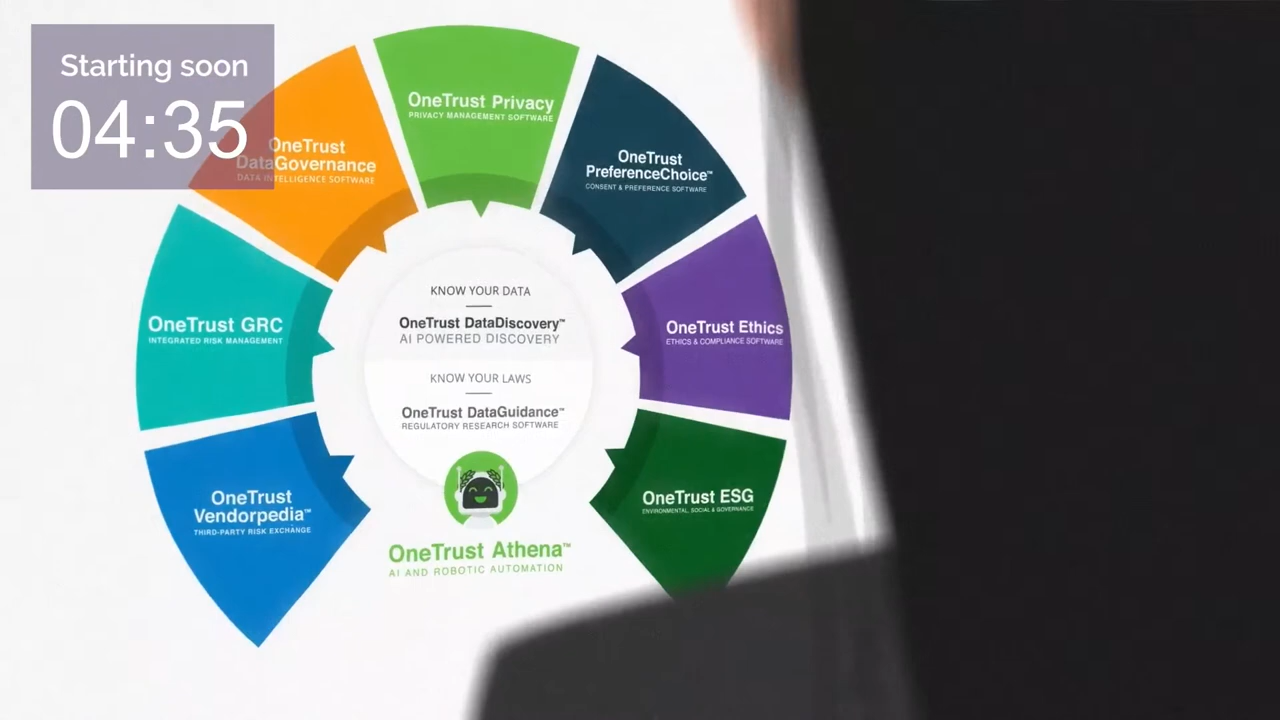 Starting soon
04:35
OneTrust Privacy
PRIVACY MANAGEMENT SOFTWARE
OneTrust
DataGovernance
DATA INTELLIGENCE SOFTWARE
OneTrust
PreferenceChoice™
CONSENT & PREFERENCE SOFTWARE
OneTrust GRC
INTEGRATED RISK MANAGEMENT
OneTrust Ethics
ETHICS & COMPLIANCE SOFTWARE
KNOW YOUR DATA
OneTrust DataDiscovery™
AI POWERED DISCOVERY
KNOW YOUR LAWS
OneTrust DataGuidance™
REGULATORY RESEARCH SOFTWARE
OneTrust
Vendorpedia™
THIRD-PARTY RISK EXCHANGE
OneTrust ESG
ENVIRONMENTAL, SOCIAL & GOVERNANCE
OneTrust Athena™
AI AND ROBOTIC AUTOMATION